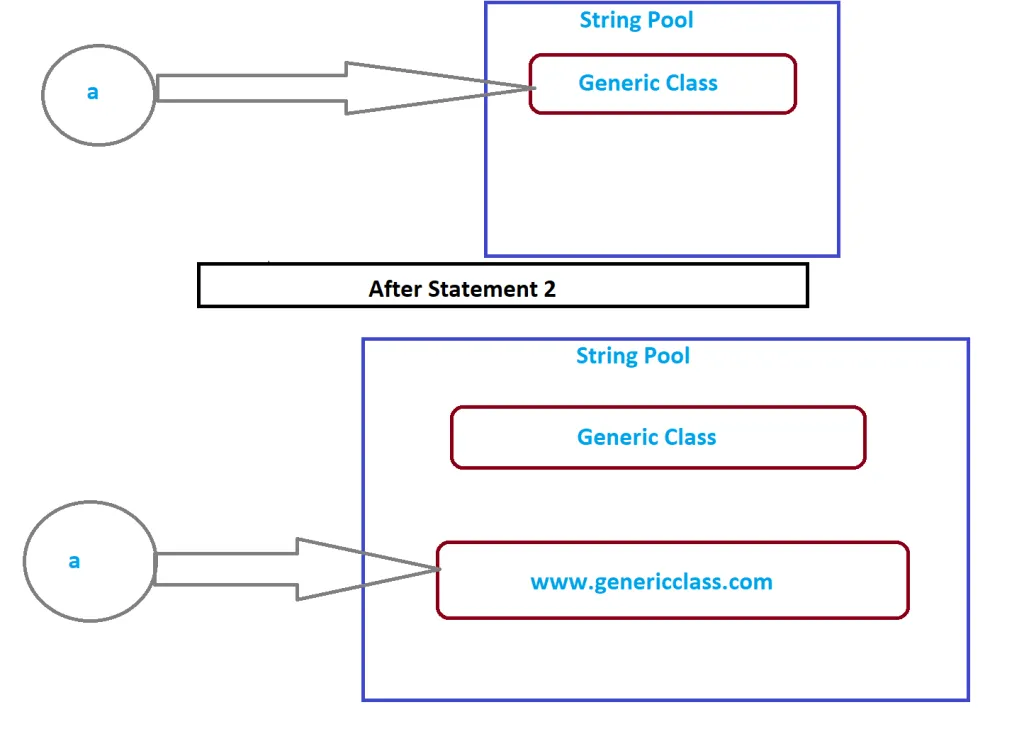 String Pool
a
Generic Class
After Statement 2
String Pool
Generic Class
a
www.genericclass.com